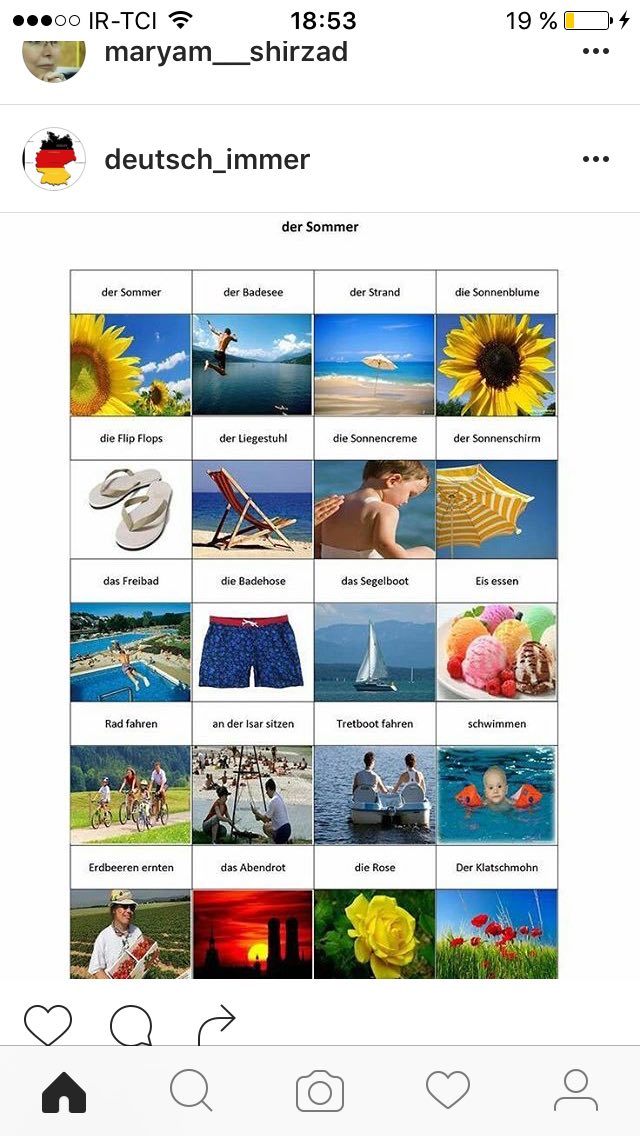 IR-TCI 18:53 19 %
maryam___shirzad
deutsch_immer
der Sommer
der Sommer der Badesee der Strand die Sonnenblume
die Flip Flops der Liegestuhl die Sonnencreme der Sonnenschirm
das Freibad die Badehose das Segelboot Eis essen
Rad fahren an der Isar sitzen Tretboot fahren schwimmen
Erdbeeren ernten das Abendrot die Rose Der Klatschmohn